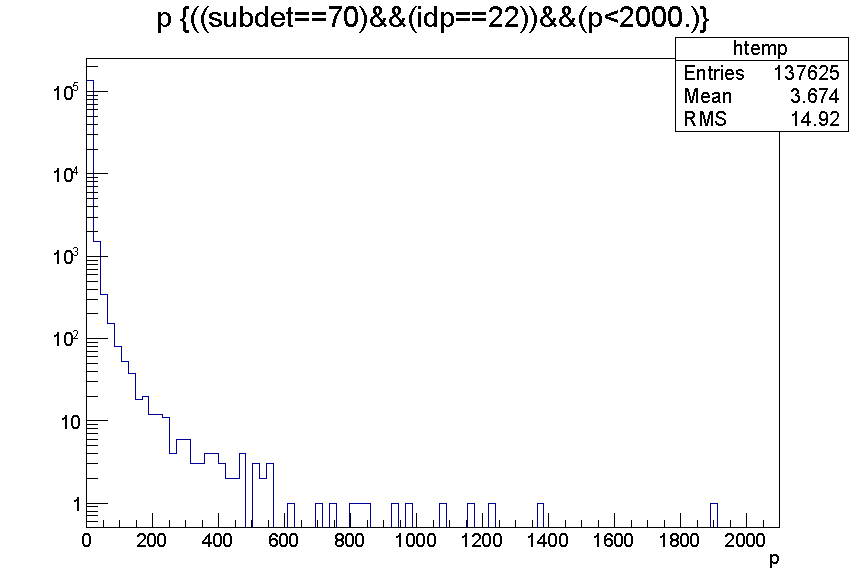 p {((subdet==70)&&(idp==22))&&(p<2000.)}
htemp
Entries 137625
Mean 3.674
RMS 14.92
10^5
10^4
10^3
10^2
10
1
0 200 400 600 800 1000 1200 1400 1600 1800 2000
p